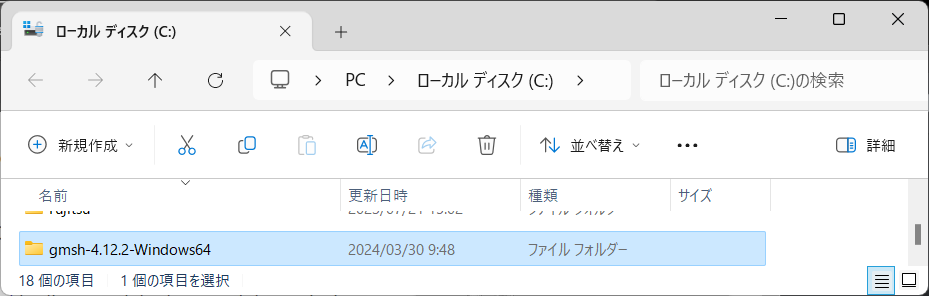 ローカル ディスク (C:)
PC ローカル ディスク (C:) ローカル ディスク (C:)の検索
新規作成 並べ替え 詳細
名前 更新日時 種類 サイズ
gmsh-4.12.2-Windows64 2024/03/30 9:48 ファイル フォルダー
18 個の項目 1 個の項目を選択